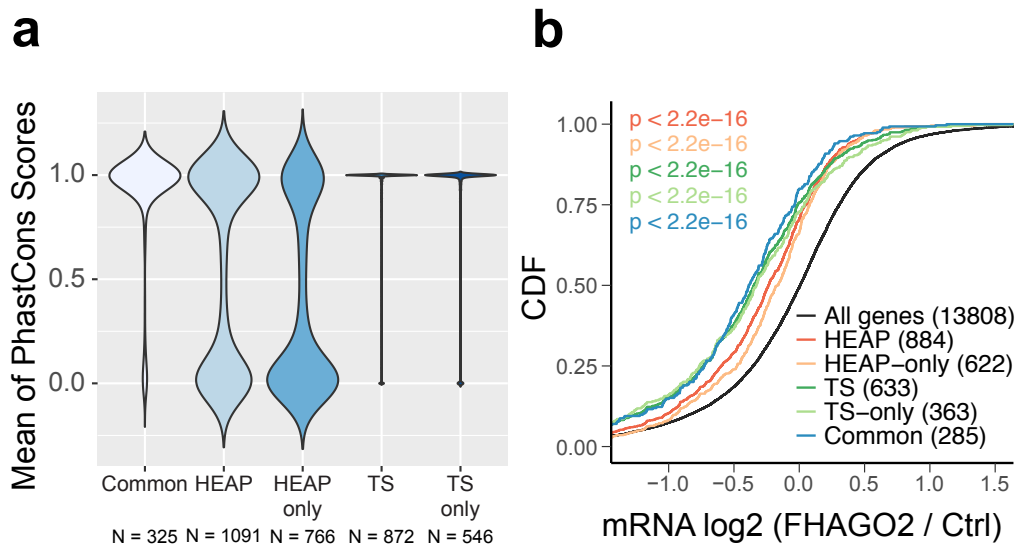 a
Mean of PhastCons Scores
1.0
0.5
0.0
Common
HEAP
HEAP
only
TS
TS
only
N = 325
N = 1091
N = 766
N = 872
N = 546
b
CDF
1.00
0.75
0.50
0.25
0.00
p < 2.2e−16
p < 2.2e−16
p < 2.2e−16
p < 2.2e−16
p < 2.2e−16
All genes (13808)
HEAP (884)
HEAP−only (622)
TS (633)
TS−only (363)
Common (285)
−1.0 −0.5 0.0 0.5 1.0 1.5
mRNA log2 (FHAGO2 / Ctrl)